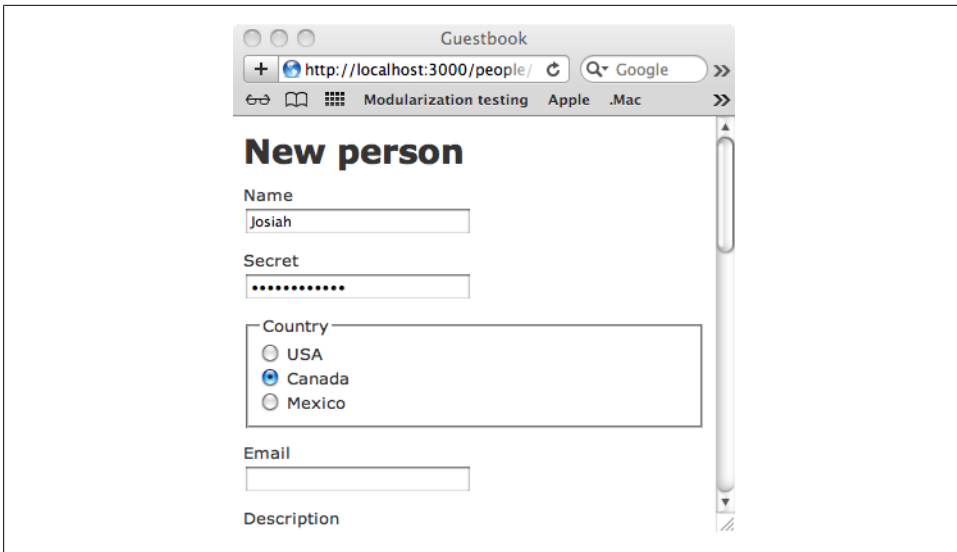 Guestbook
http://localhost:3000/people/
Google
Modularization testing Apple .Mac
New person
Name
Josiah
Secret
••••••••••••
Country
USA
Canada
Mexico
Email
Description